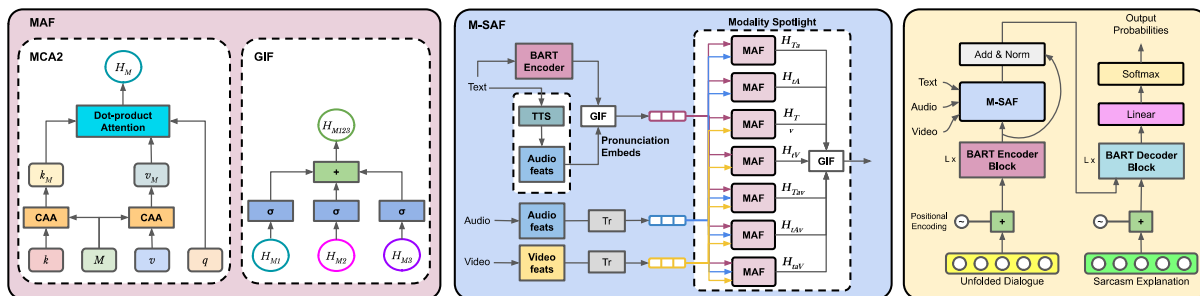 MAF
MCA2
H_M
Dot-product
Attention
k_M
v_M
CAA
CAA
k
M
v
q
GIF
H_M123
+
σ
σ
σ
H_M1
H_M2
H_M3
M-SAF
BART
Encoder
Text
TTS
Audio
feats
GIF
Pronunciation
Embeds
Audio
Audio
feats
Tr
Video
Video
feats
Tr
Modality Spotlight
MAF
H_Ta
MAF
H_tA
MAF
H_T
v
MAF
H_tV
MAF
H_Tav
MAF
H_tAv
MAF
H_taV
GIF
Output
Probabilities
Add & Norm
Softmax
Text
Audio
Video
M-SAF
Linear
L x
BART Encoder
Block
L x
BART Decoder
Block
Positional
Encoding
~
+
~
+
Unfolded Dialogue
Sarcasm Explanation